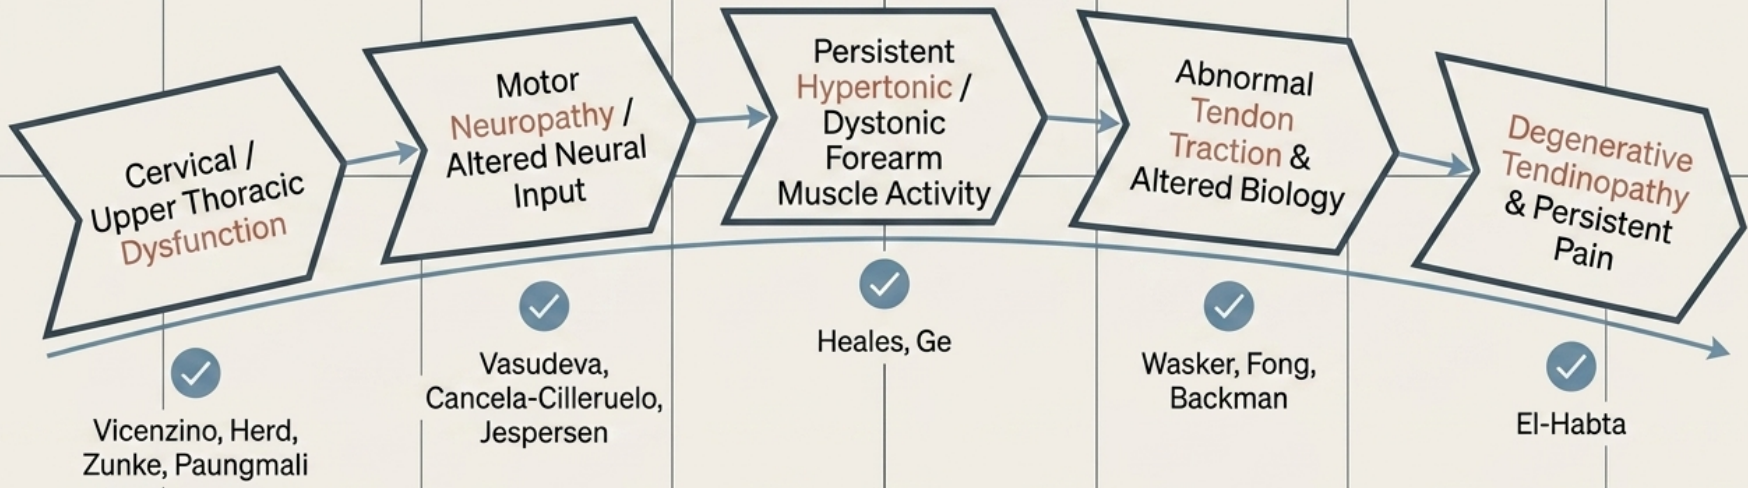 Cervical /
Upper Thoracic
Dysfunction
Motor
Neuropathy /
Altered Neural
Input
Persistent
Hypertonic /
Dystonic
Forearm
Muscle Activity
Abnormal
Tendon
Traction &
Altered Biology
Degenerative
Tendinopathy
& Persistent
Pain
Vicenzino, Herd,
Zunke, Paungmali
Vasudeva,
Cancela-Cilleruelo,
Jespersen
Heales, Ge
Wasker, Fong,
Backman
El-Habta